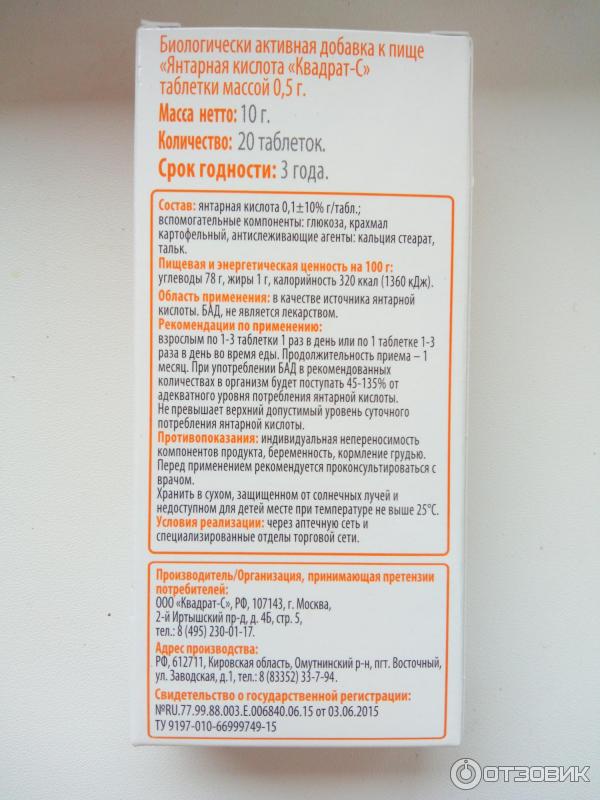 Биологически активная добавка к пище
«Янтарная кислота «Квадрат-С»
таблетки массой 0,5 г.
Масса нетто: 10 г.
Количество: 20 таблеток.
Срок годности: 3 года.
Состав: янтарная кислота 0,1±10% г/табл.;
вспомогательные компоненты: глюкоза, крахмал
картофельный, антислеживающие агенты: кальция стеарат,
тальк.
Пищевая и энергетическая ценность на 100 г:
углеводы 78 г, жиры 1 г, калорийность 320 ккал (1360 кДж).
Область применения: в качестве источника янтарной
кислоты. БАД, не является лекарством.
Рекомендации по применению:
взрослым по 1-3 таблетки 1 раз в день или по 1 таблетке 1-3
раза в день во время еды. Продолжительность приема – 1
месяц. При употреблении БАД в рекомендованных
количествах в организм будет поступать 45-135% от
адекватного уровня потребления янтарной кислоты.
Не превышает верхний допустимый уровень суточного
потребления янтарной кислоты.
Противопоказания: индивидуальная непереносимость
компонентов продукта, беременность, кормление грудью.
Перед применением рекомендуется проконсультироваться с
врачом.
Хранить в сухом, защищенном от солнечных лучей и
недоступном для детей месте при температуре не выше 25°С.
Условия реализации: через аптечную сеть и
специализированные отделы торговой сети.
Производитель/Организация, принимающая претензии
потребителей:
ООО «Квадрат-С», РФ, 107143, г. Москва,
2-й Иртышский пр-д, д. 4Б, стр. 5,
тел.: 8 (495) 230-01-17.
Адрес производства:
РФ, 612711, Кировская область, Омутнинский р-н, пгт. Восточный,
ул. Заводская, д.1, тел.: 8 (83352) 33-7-94.
Свидетельство о государственной регистрации:
№RU.77.99.88.003.Е.006840.06.15 от 03.06.2015
ТУ 9197-010-66999749-15
ОТЗОВИК